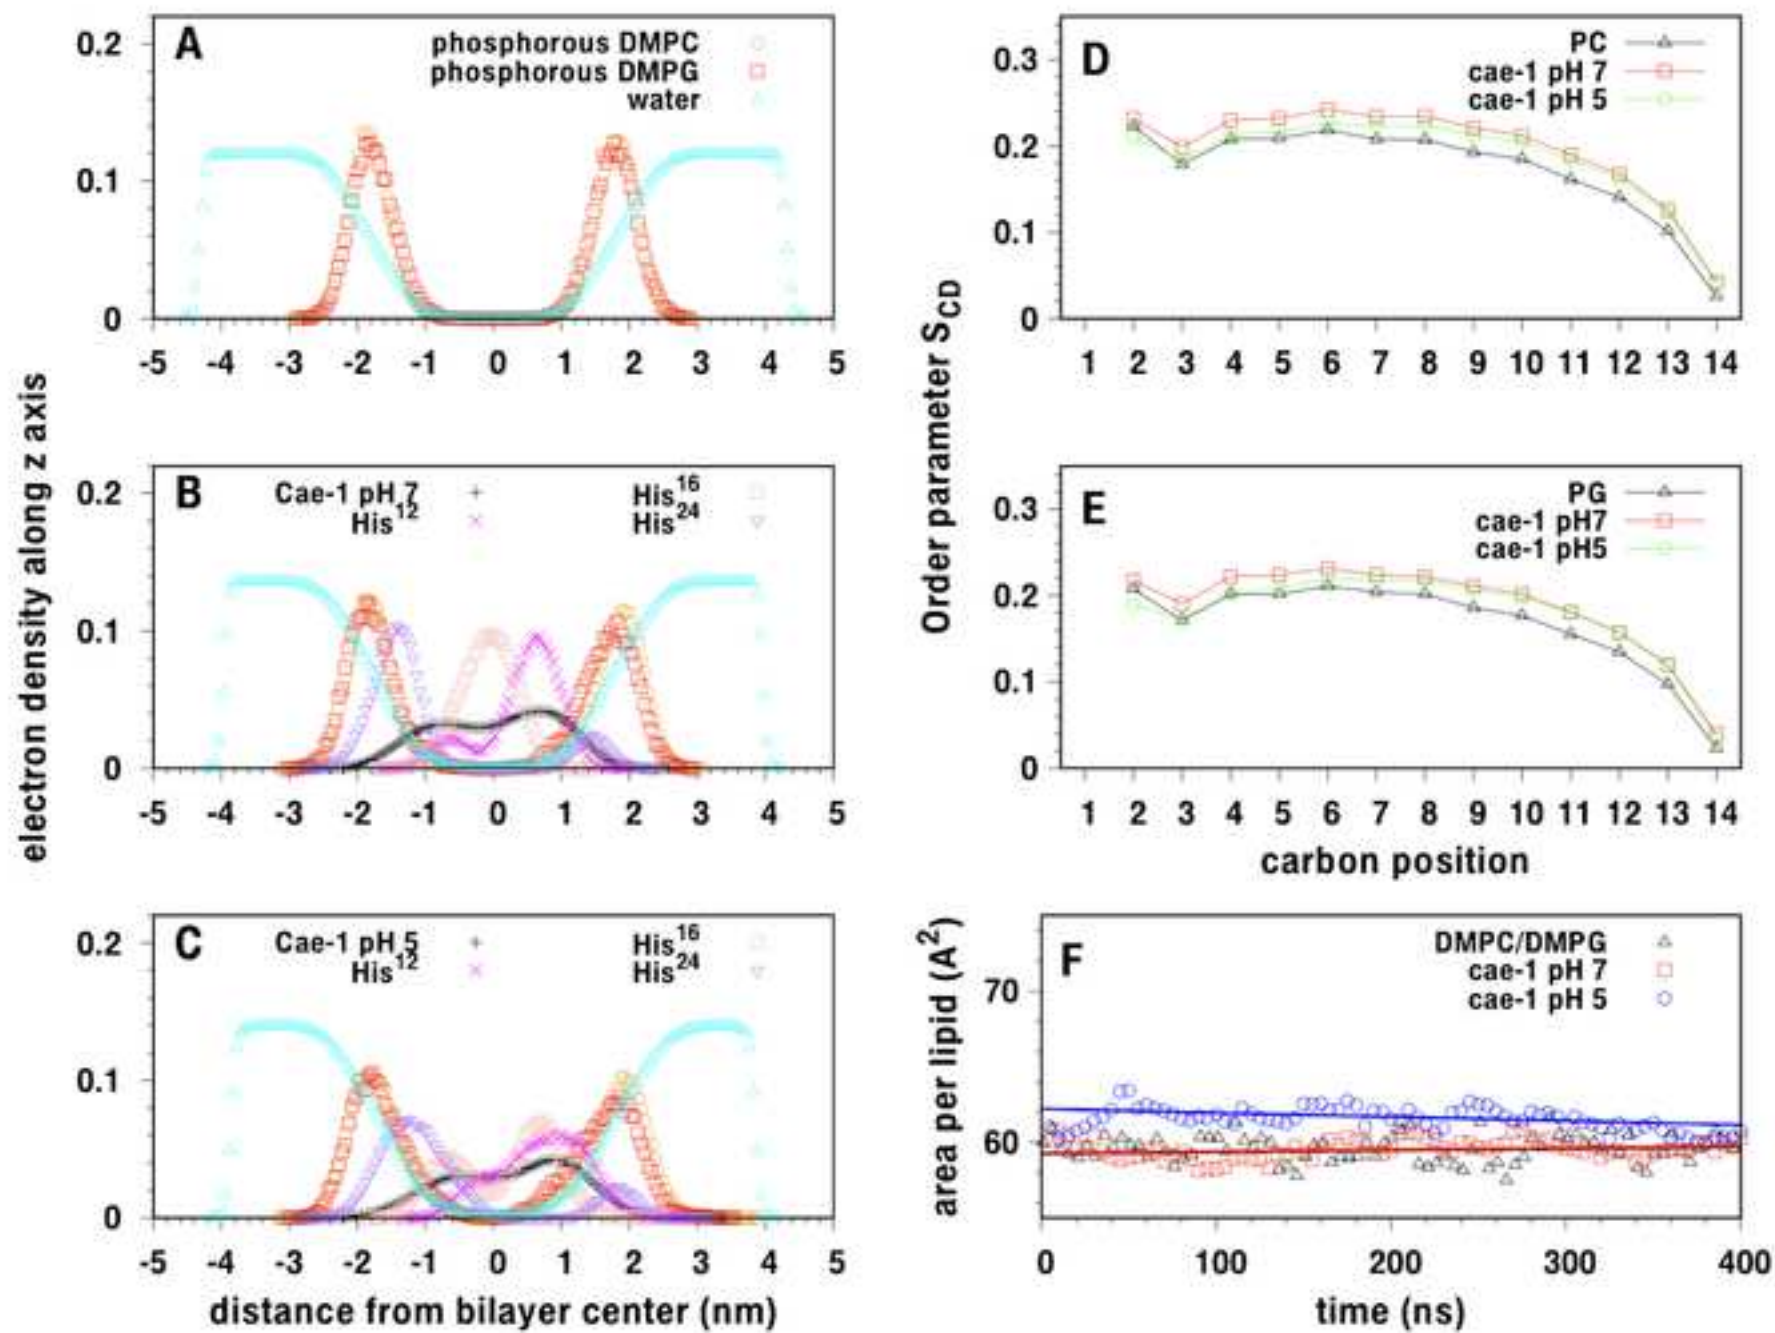 A
phosphorous DMPC
phosphorous DMPG
water
0.2
0.1
0
-5 -4 -3 -2 -1 0 1 2 3 4 5
B
Cae-1 pH 7
His12
His16
His24
0.2
0.1
0
-5 -4 -3 -2 -1 0 1 2 3 4 5
C
Cae-1 pH 5
His12
His16
His24
0.2
0.1
0
-5 -4 -3 -2 -1 0 1 2 3 4 5
electron density along z axis
distance from bilayer center (nm)
D
PC
cae-1 pH 7
cae-1 pH 5
0.3
0.2
0.1
0
1 2 3 4 5 6 7 8 9 10 11 12 13 14
E
PG
cae-1 pH7
cae-1 pH5
0.3
0.2
0.1
0
1 2 3 4 5 6 7 8 9 10 11 12 13 14
Order parameter SCD
carbon position
F
DMPC/DMPG
cae-1 pH 7
cae-1 pH 5
70
60
0 100 200 300 400
area per lipid (A2)
time (ns)